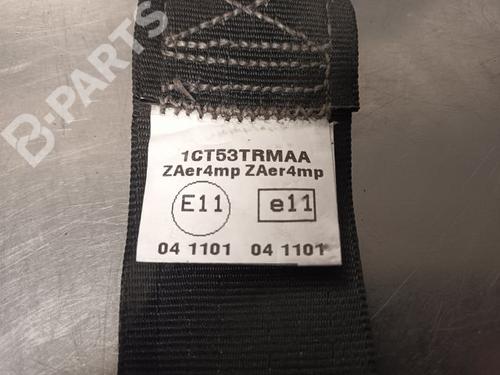 B-PARTS
1CT53TRMAA
ZAer4mp ZAer4mp
E11 e11
04 1101 04 1101